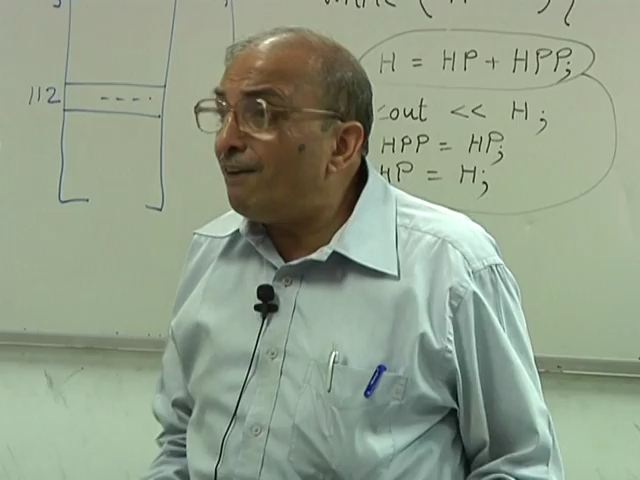 H = HP + HPP;
cout << H;
HPP = HP;
HP = H;
112